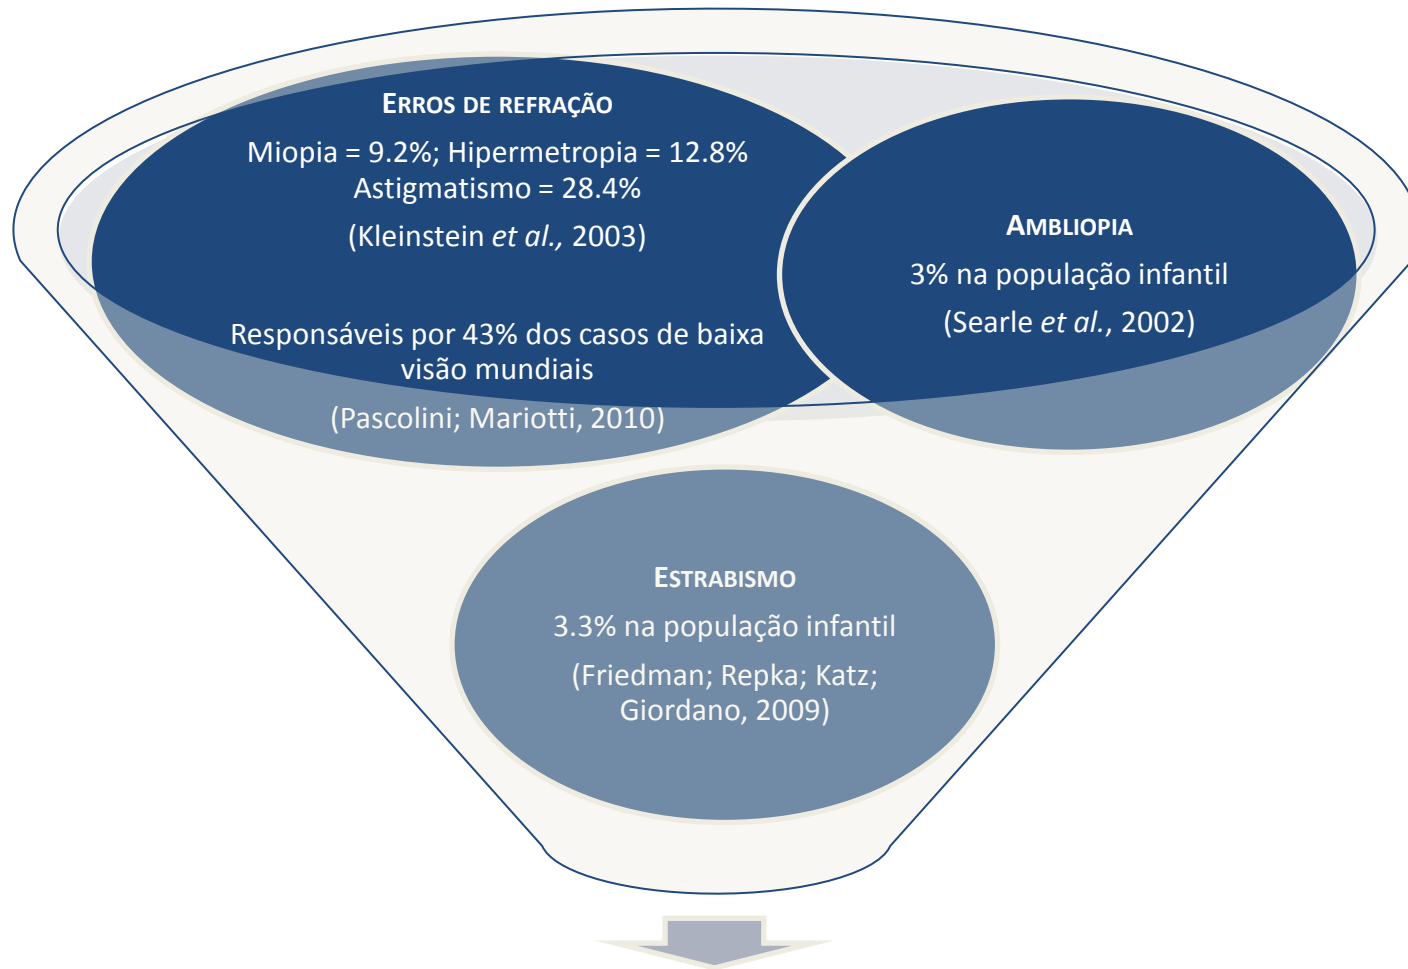 ERROS DE REFRAÇÃO
Miopia = 9.2%; Hipermetropia = 12.8%
Astigmatismo = 28.4%
(Kleinstein et al., 2003)
Responsáveis por 43% dos casos de baixa
visão mundiais
(Pascolini; Mariotti, 2010)
AMBLIOPIA
3% na população infantil
(Searle et al., 2002)
ESTRABISMO
3.3% na população infantil
(Friedman; Repka; Katz;
Giordano, 2009)